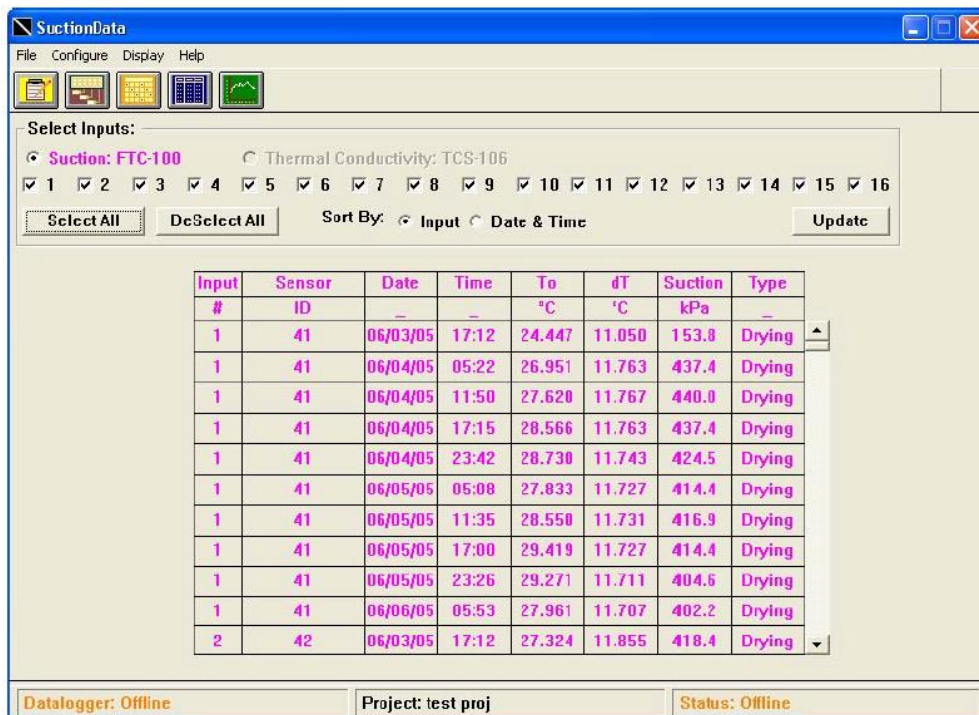 SuctionData
File Configure Display Help
Select Inputs:
Suction: FTC-100 Thermal Conductivity: TCS-106
1 2 3 4 5 6 7 8 9 10 11 12 13 14 15 16
Select All DeSelect All Sort By: Input Date & Time Update
Input Sensor Date Time To dT Suction Type
# ID _ _ °C °C kPa _
1 41 06/03/05 17:12 24.447 11.050 153.8 Drying
1 41 06/04/05 05:22 26.951 11.763 437.4 Drying
1 41 06/04/05 11:50 27.620 11.767 440.0 Drying
1 41 06/04/05 17:15 28.566 11.763 437.4 Drying
1 41 06/04/05 23:42 28.730 11.743 424.5 Drying
1 41 06/05/05 05:08 27.833 11.727 414.4 Drying
1 41 06/05/05 11:35 28.550 11.731 416.9 Drying
1 41 06/05/05 17:00 29.419 11.727 414.4 Drying
1 41 06/05/05 23:26 29.271 11.711 404.6 Drying
1 41 06/06/05 05:53 27.961 11.707 402.2 Drying
2 42 06/03/05 17:12 27.324 11.855 418.4 Drying
Datalogger: Offline Project: test proj Status: Offline